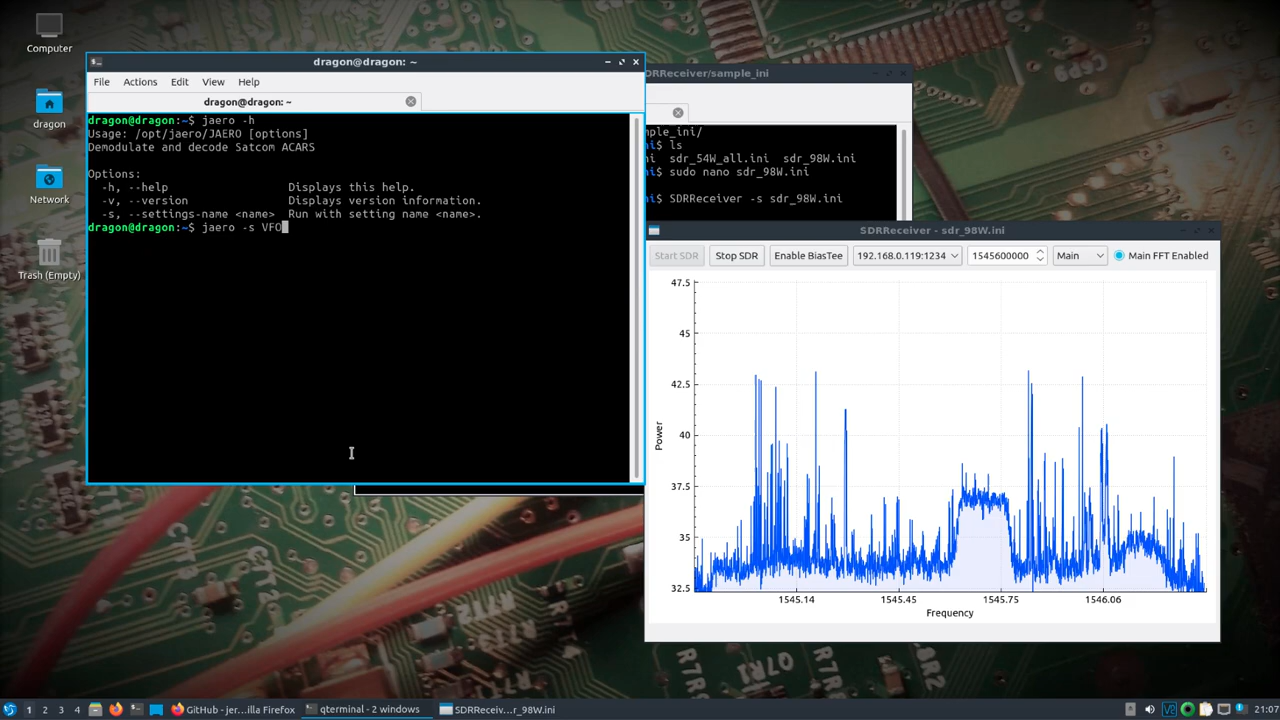 Computer
dragon
Network
Trash (Empty)
dragon@dragon: ~
File Actions Edit View Help
dragon@dragon: ~
dragon@dragon:~$ jaero -h
Usage: /opt/jaero/JAERO [options]
Demodulate and decode Satcom ACARS
Options:
-h, --help Displays this help.
-v, --version Displays version information.
-s, --settings-name <name> Run with setting name <name>.
dragon@dragon:~$ jaero -s VFO
DRReceiver/sample_ini
mple_ini/
ni$ ls
ni sdr_54W_all.ini sdr_98W.ini
ni$ sudo nano sdr_98W.ini
ni$ SDRReceiver -s sdr_98W.ini
SDRReceiver - sdr_98W.ini
Start SDR Stop SDR Enable BiasTee 192.168.0.119:1234 1545600000 Main Main FFT Enabled
47.5
45
42.5
40
37.5
35
32.5
Power
1545.14 1545.45 1545.75 1546.06
Frequency
1 2 3 4 GitHub - jer…illa Firefox qterminal - 2 windows SDRReceiv…r_98W.ini 21:07